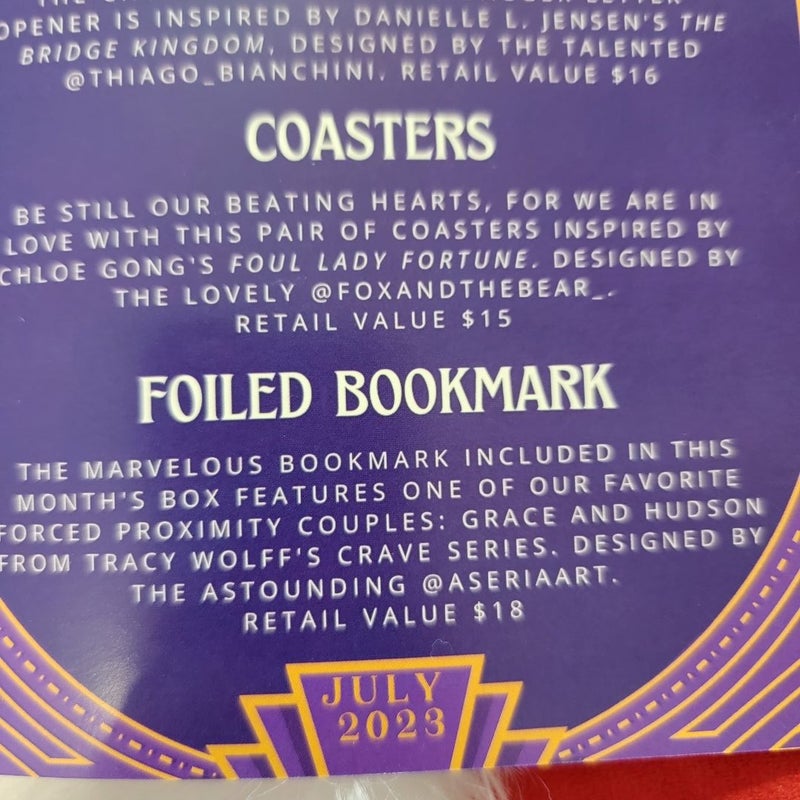 OPENER IS INSPIRED BY DANIELLE L. JENSEN'S THE
BRIDGE KINGDOM, DESIGNED BY THE TALENTED
@THIAGO_BIANCHINI. RETAIL VALUE $16
COASTERS
BE STILL OUR BEATING HEARTS, FOR WE ARE IN
LOVE WITH THIS PAIR OF COASTERS INSPIRED BY
CHLOE GONG'S FOUL LADY FORTUNE. DESIGNED BY
THE LOVELY @FOXANDTHEBEAR_.
RETAIL VALUE $15
FOILED BOOKMARK
THE MARVELOUS BOOKMARK INCLUDED IN THIS
MONTH'S BOX FEATURES ONE OF OUR FAVORITE
FORCED PROXIMITY COUPLES: GRACE AND HUDSON
FROM TRACY WOLFF'S CRAVE SERIES. DESIGNED BY
THE ASTOUNDING @ASERIAART.
RETAIL VALUE $18
JULY
2023